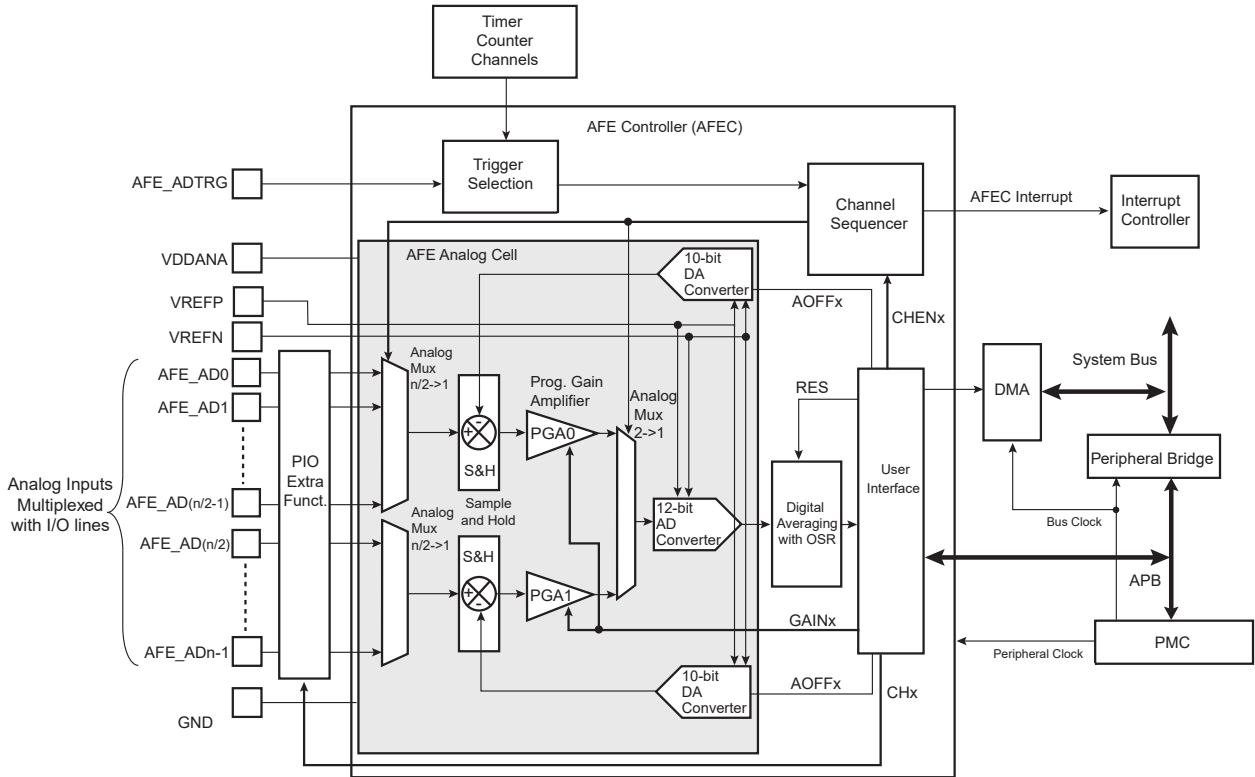 Timer
Counter
Channels
AFE Controller (AFEC)
AFE_ADTRG
Trigger
Selection
Channel
Sequencer
AFEC Interrupt
Interrupt
Controller
VDDANA
AFE Analog Cell
10-bit
DA
Converter
AOFFx
CHENx
VREFP
VREFN
AFE_AD0
AFE_AD1
AFE_AD(n/2-1)
AFE_AD(n/2)
AFE_ADn-1
GND
Analog Inputs
Multiplexed
with I/O lines
PIO
Extra
Funct.
Analog
Mux
n/2->1
+
-
S&H
Sample
and Hold
Prog. Gain
Amplifier
PGA0
Analog
Mux
2->1
Analog
Mux
n/2->1
S&H
+
-
PGA1
12-bit
AD
Converter
RES
Digital
Averaging
with OSR
User
Interface
DMA
System Bus
Peripheral Bridge
Bus Clock
APB
GAINx
PMC
Peripheral Clock
10-bit
DA
Converter
AOFFx
CHx